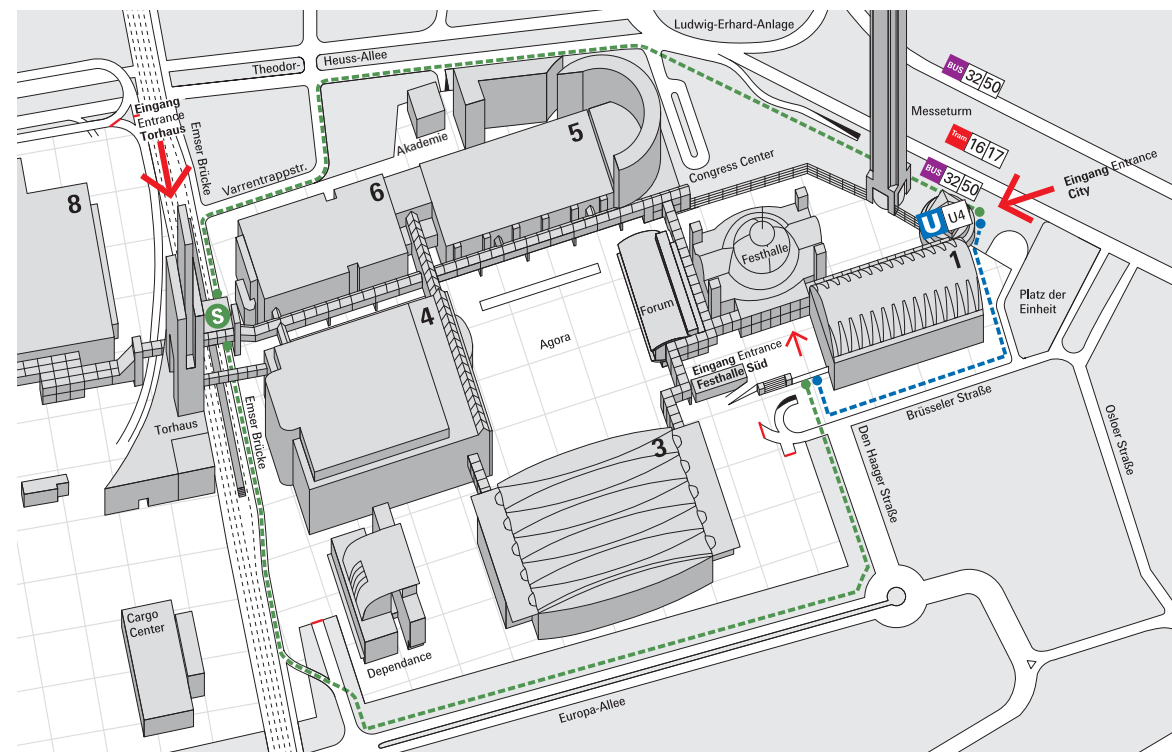 Ludwig-Erhard-Anlage
Theodor-
Heuss-Allee
BUS 32 50
Eingang
Entrance
Torhaus
Emser Brücke
Messeturm
Akademie
5
Tram 16 17
Varrentrappstr.
Congress Center
BUS 32 50
Eingang Entrance
City
8
6
U U4
Festhalle
1
Platz der
Einheit
S
4
Forum
Agora
Eingang Entrance
Festhalle Süd
Brüsseler Straße
Torhaus
Emser Brücke
3
Den Haager Straße
Osloer Straße
Cargo
Center
Dependance
Europa-Allee